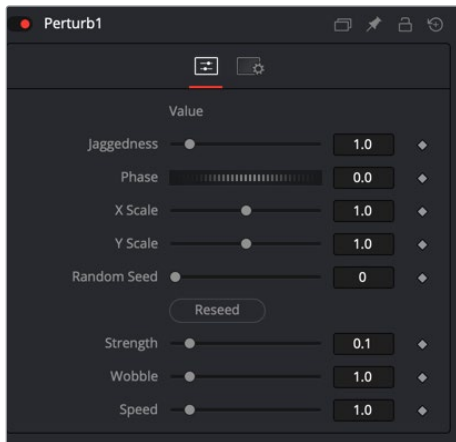 Perturb1
Value
Jaggedness 1.0
Phase 0.0
X Scale 1.0
Y Scale 1.0
Random Seed 0
Reseed
Strength 0.1
Wobble 1.0
Speed 1.0